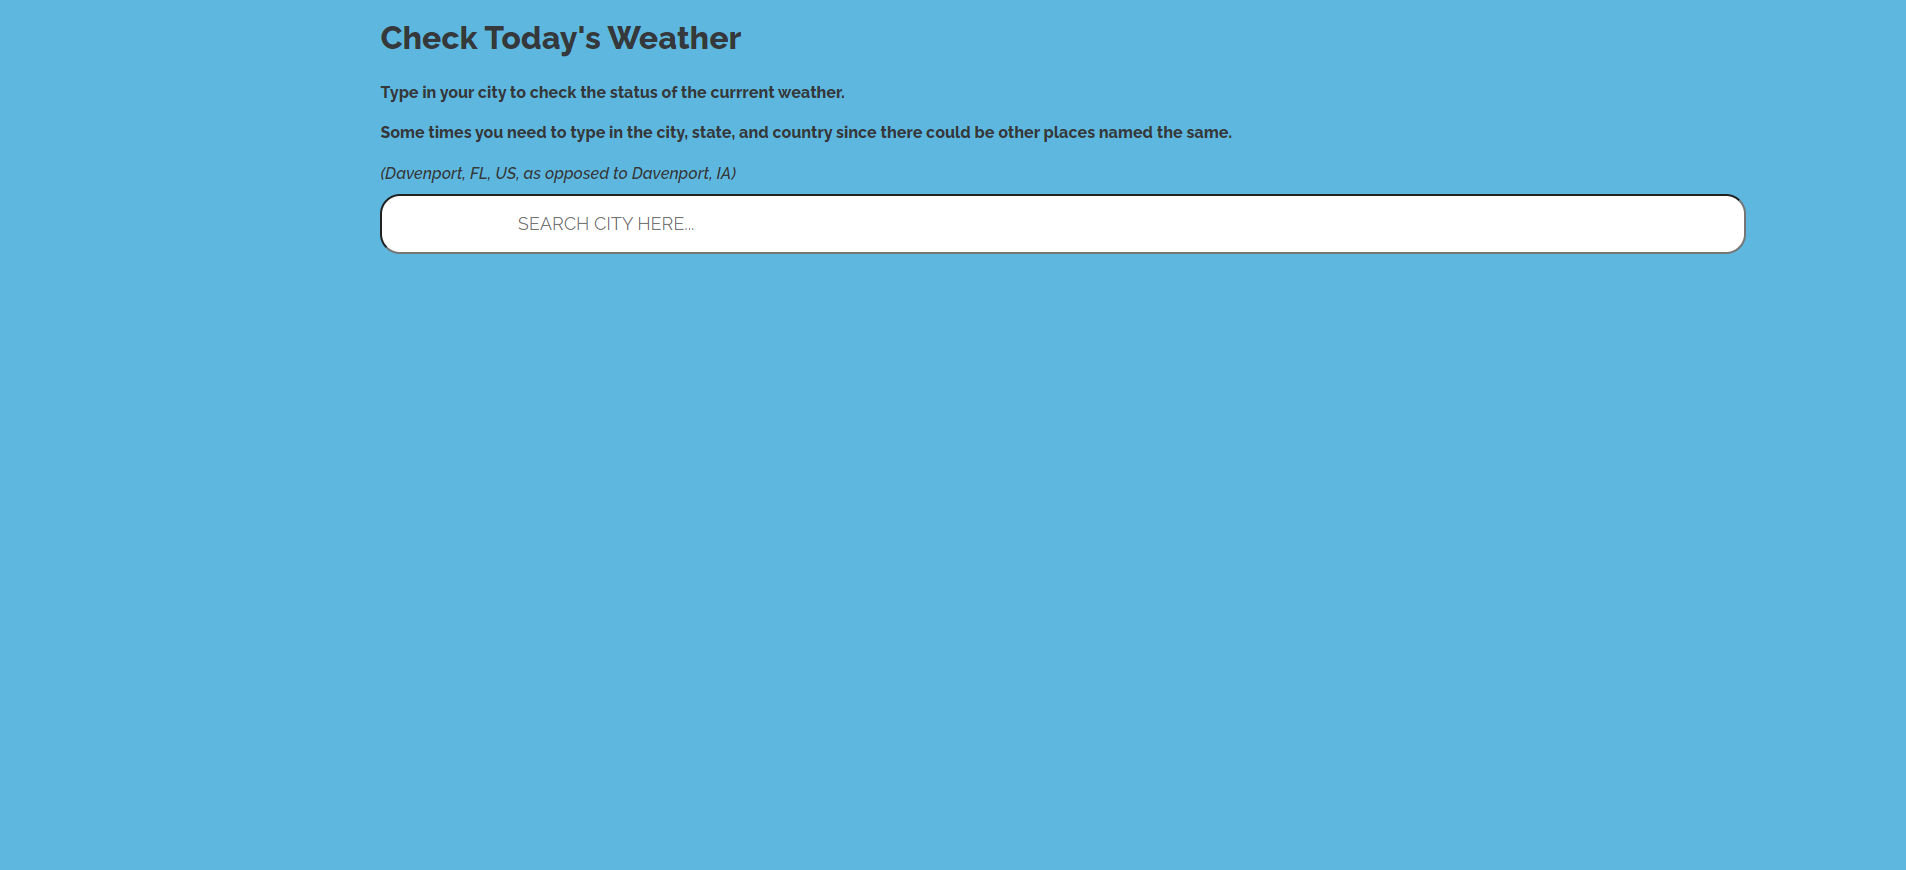 Check Today's Weather
Type in your city to check the status of the currrent weather.
Some times you need to type in the city, state, and country since there could be other places named the same.
(Davenport, FL, US, as opposed to Davenport, IA)
SEARCH CITY HERE...